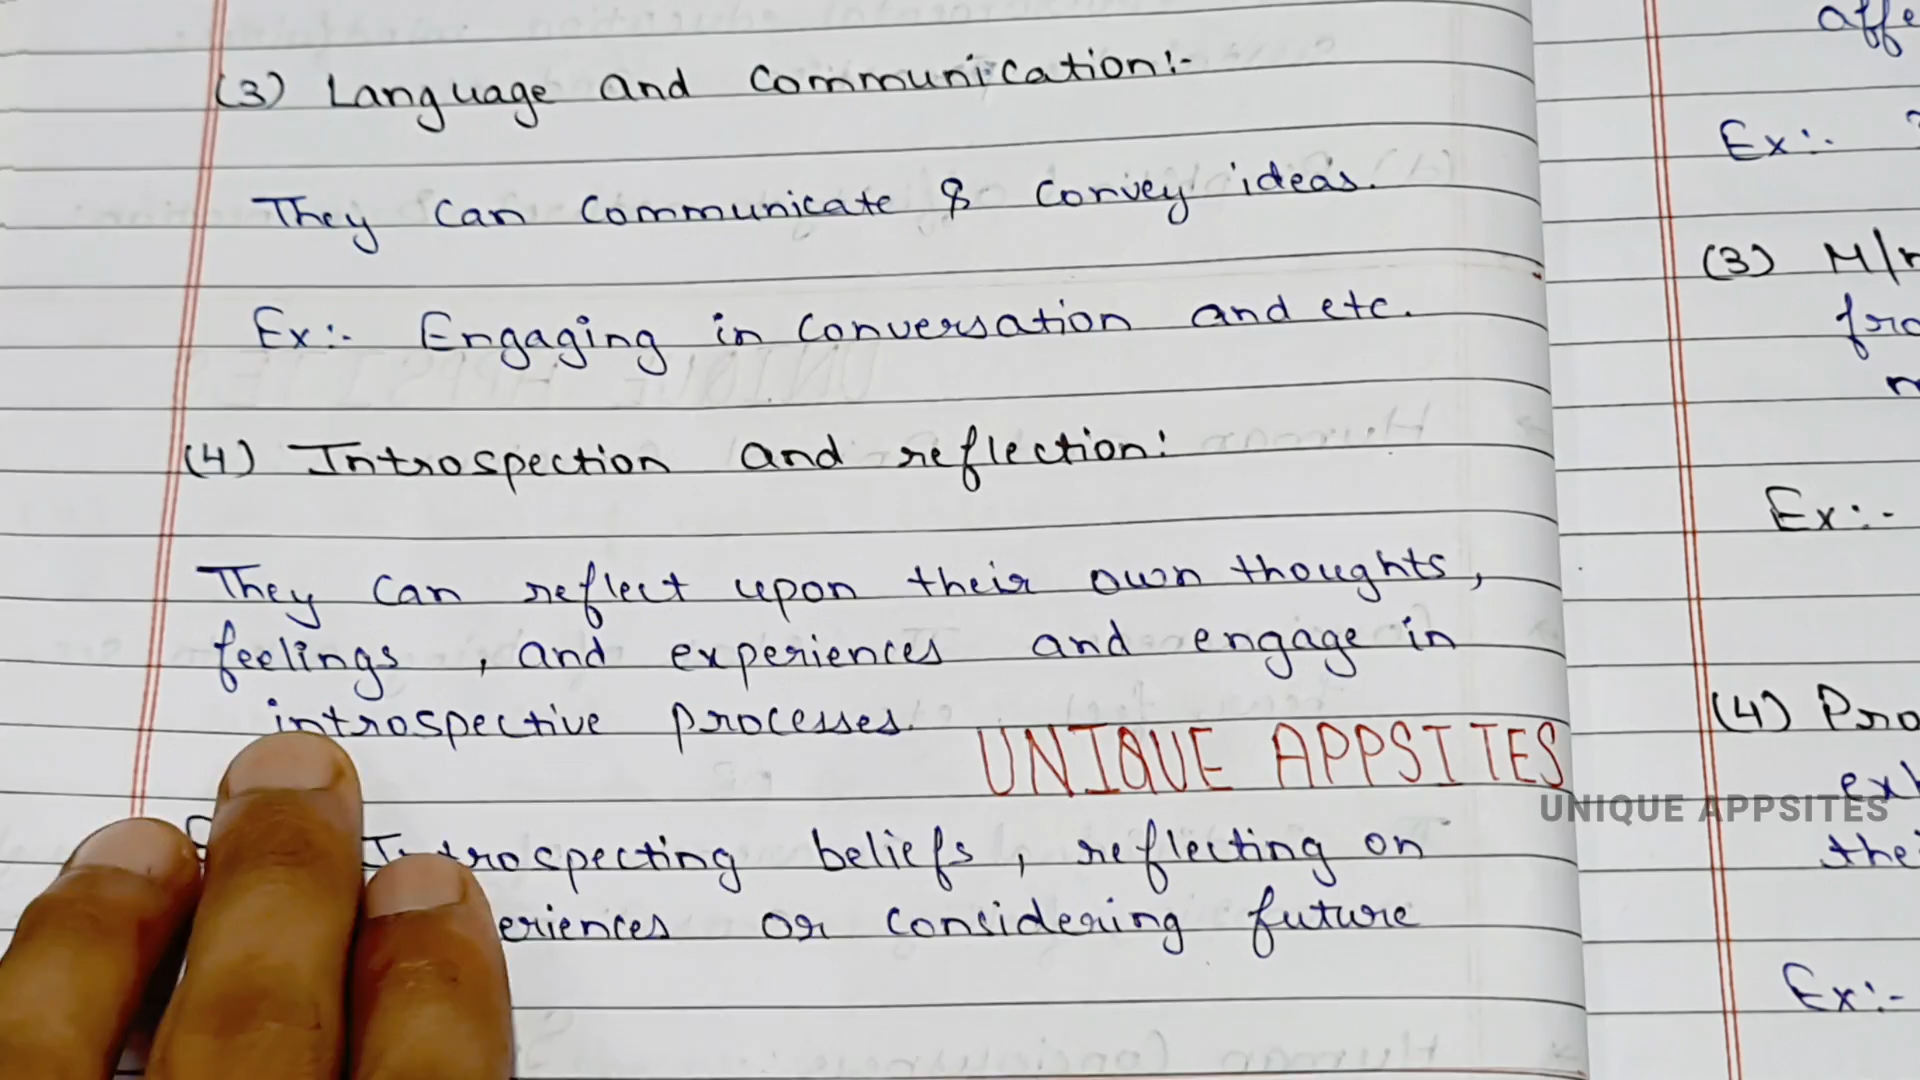 (3) Language and communication:-
They can communicate & convey ideas.
Ex:- Engaging in conversation and etc.
(4) Introspection and reflection:
They can reflect upon their own thoughts,
feelings , and experiences and engage in
introspective processes.
UNIQUE APPSITES
beliefs , reflecting on
or considering future
UNIQUE APPSITES
Ex:-
(3)
Ex:-
(4)
Ex:-